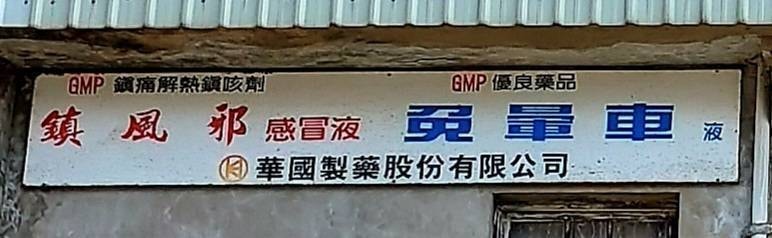 GMP 鎮痛解熱鎮咳劑 GMP 優良藥品
鎮風邪感冒液 免暈車液
華國製藥股份有限公司